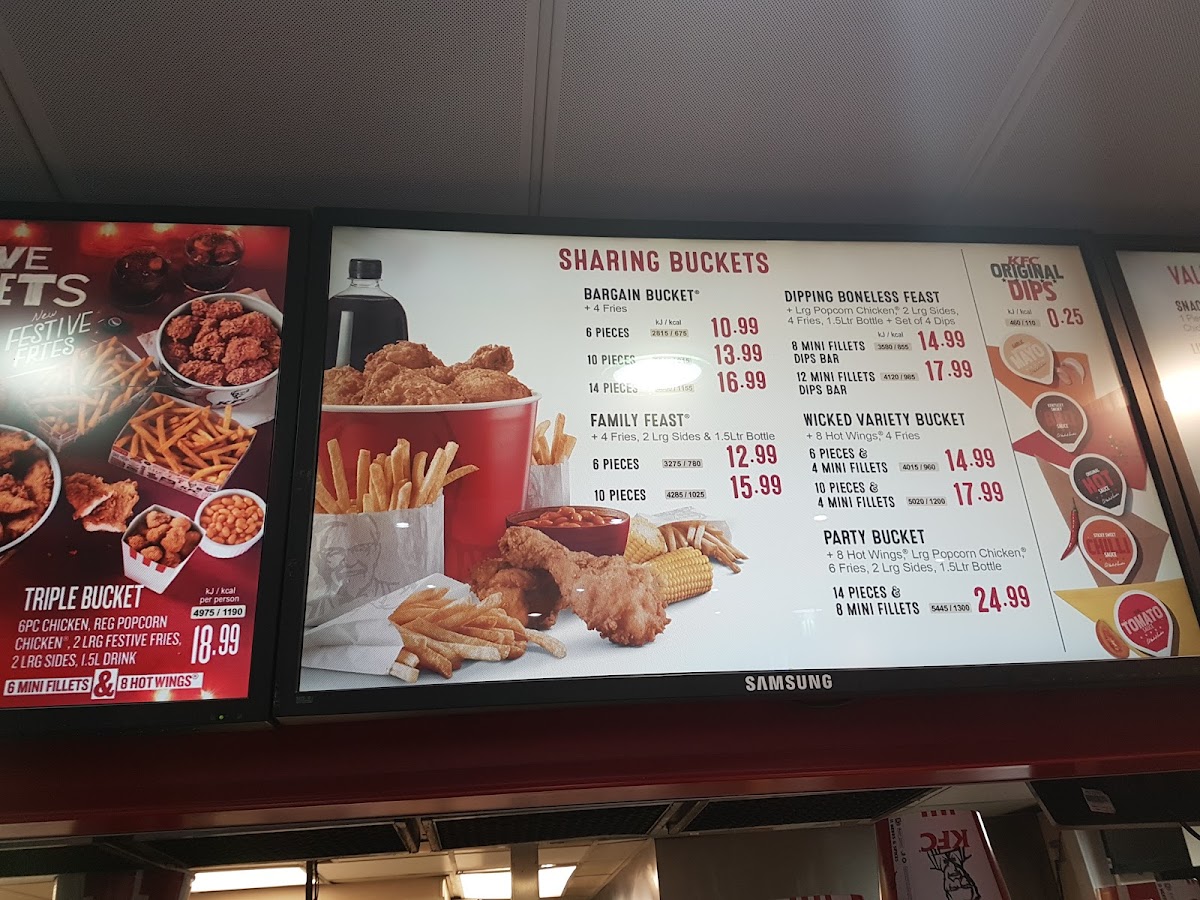 New
FESTIVE
FRIES
TRIPLE BUCKET
kJ / kcal
per person
4975 / 1190
6PC CHICKEN, REG POPCORN
CHICKEN®, 2 LRG FESTIVE FRIES,
2 LRG SIDES, 1.5L DRINK
18.99
6 MINI FILLETS & 8 HOT WINGS®
SHARING BUCKETS
BARGAIN BUCKET®
+ 4 Fries
kJ / kcal
6 PIECES 2815 / 675 10.99
10 PIECES 13.99
14 PIECES 16.99
FAMILY FEAST®
+ 4 Fries, 2 Lrg Sides & 1.5Ltr Bottle
6 PIECES 3275 / 780 12.99
10 PIECES 4285 / 1025 15.99
DIPPING BONELESS FEAST
+ Lrg Popcorn Chicken,® 2 Lrg Sides,
4 Fries, 1.5Ltr Bottle + Set of 4 Dips
kJ / kcal
8 MINI FILLETS 3580 / 855 14.99
DIPS BAR
12 MINI FILLETS 4120 / 985 17.99
DIPS BAR
WICKED VARIETY BUCKET
+ 8 Hot Wings,® 4 Fries
6 PIECES &
4 MINI FILLETS 4015 / 960 14.99
10 PIECES &
4 MINI FILLETS 5020 / 1200 17.99
PARTY BUCKET
+ 8 Hot Wings,® Lrg Popcorn Chicken,®
6 Fries, 2 Lrg Sides, 1.5Ltr Bottle
14 PIECES &
8 MINI FILLETS 5445 / 1300 24.99
KFC
ORIGINAL
DIPS
kJ / kcal
460 / 110 0.25
MAYO
HOT
SAUCE
TOMATO
SAMSUNG
KFC